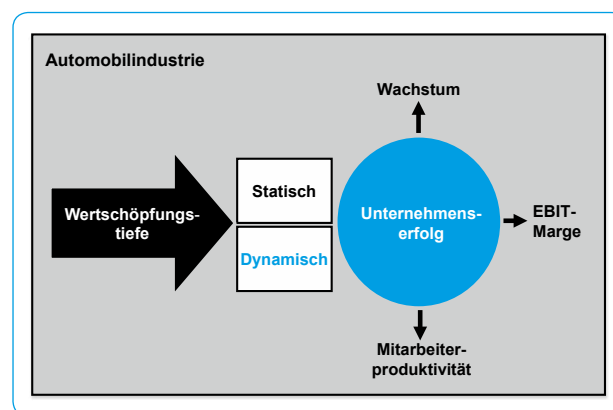 Automobilindustrie
Wachstum
Statisch
Wertschöpfungs-
tiefe
Unternehmens-
erfolg
EBIT-
Marge
Dynamisch
Mitarbeiter-
produktivität